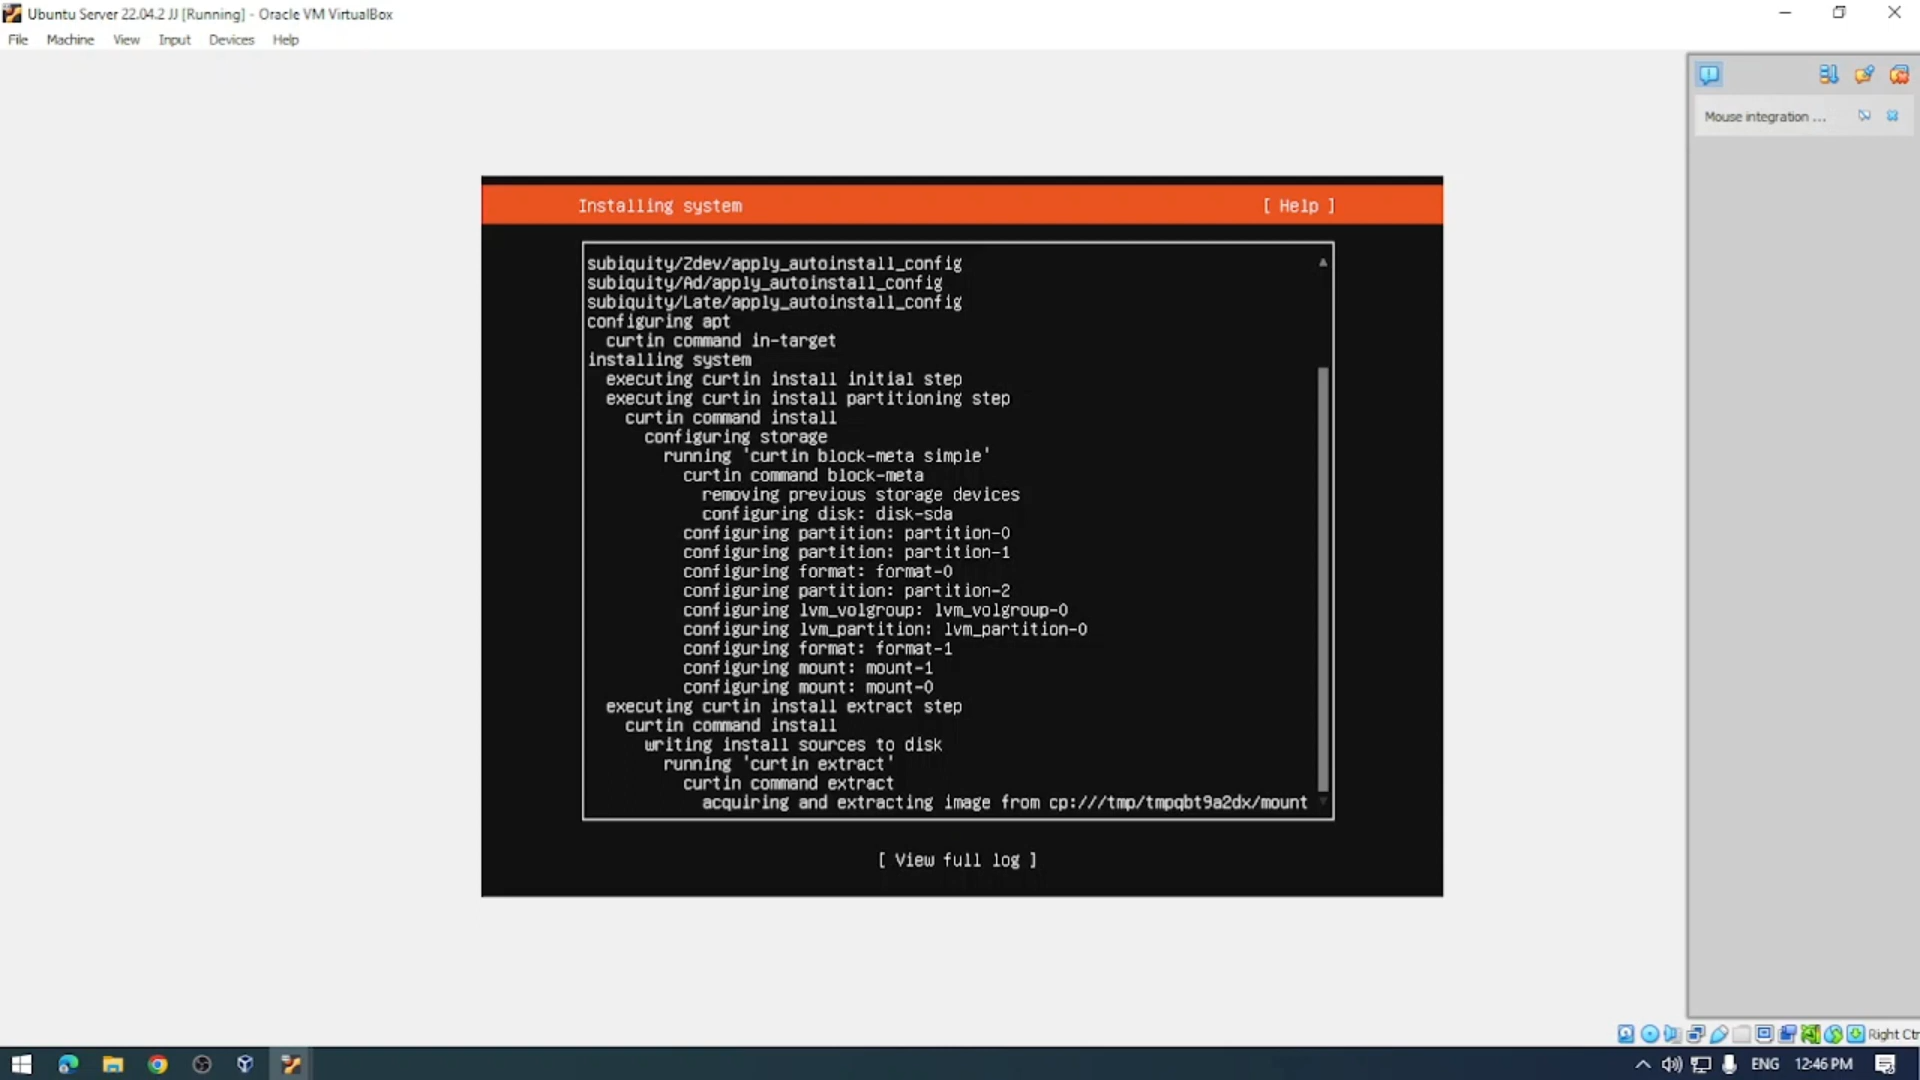 Ubuntu Server 22.04.2 JJ [Running] - Oracle VM VirtualBox
File Machine View Input Devices Help
Mouse integration ...
Installing system [ Help ]
subiquity/Zdev/apply_autoinstall_config
subiquity/Ad/apply_autoinstall_config
subiquity/Late/apply_autoinstall_config
configuring apt
curtin command in-target
installing system
executing curtin install initial step
executing curtin install partitioning step
curtin command install
configuring storage
running 'curtin block-meta simple'
curtin command block-meta
removing previous storage devices
configuring disk: disk-sda
configuring partition: partition-0
configuring partition: partition-1
configuring format: format-0
configuring partition: partition-2
configuring lvm_volgroup: lvm_volgroup-0
configuring lvm_partition: lvm_partition-0
configuring format: format-1
configuring mount: mount-1
configuring mount: mount-0
executing curtin install extract step
curtin command install
writing install sources to disk
running 'curtin extract'
curtin command extract
acquiring and extracting image from cp:///tmp/tmpqbt9a2dx/mount
[ View full log ]
Right Ctr
ENG 12:46 PM